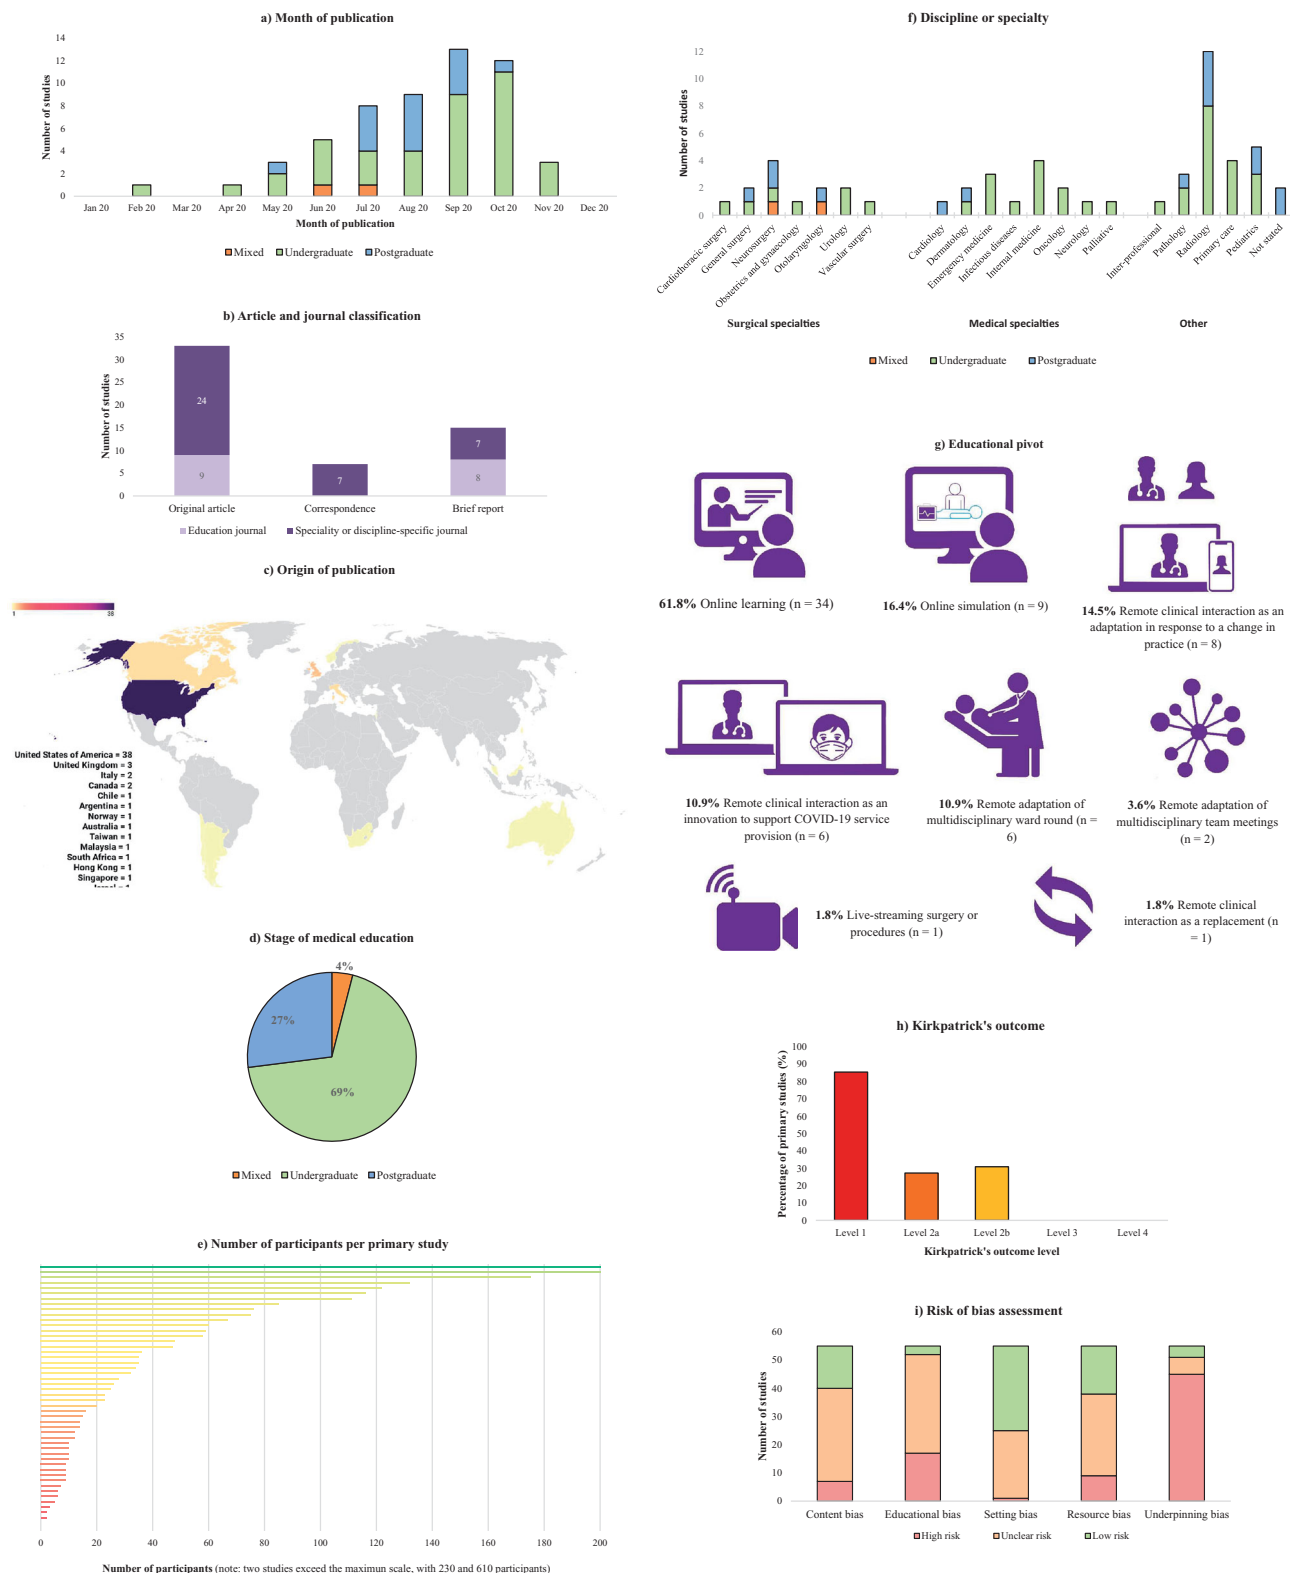 a) Month of publication
Number of studies
14
12
10
8
6
4
2
0
Jan 20 Feb 20 Mar 20 Apr 20 May 20 Jun 20 Jul 20 Aug 20 Sep 20 Oct 20 Nov 20 Dec 20
Month of publication
Mixed Undergraduate Postgraduate
b) Article and journal classification
Number of studies
35
30
25
20
15
10
5
0
24
9
7
7
8
Original article Correspondence Brief report
Education journal Speciality or discipline-specific journal
c) Origin of publication
1 38
United States of America = 38
United Kingdom = 3
Italy = 2
Canada = 2
Chile = 1
Argentina = 1
Norway = 1
Australia = 1
Taiwan = 1
Malaysia = 1
South Africa = 1
Hong Kong = 1
Singapore = 1
Israel = 1
d) Stage of medical education
4%
27%
69%
Mixed Undergraduate Postgraduate
e) Number of participants per primary study
0 20 40 60 80 100 120 140 160 180 200
Number of participants (note: two studies exceed the maximun scale, with 230 and 610 participants)
f) Discipline or specialty
Number of studies
12
10
8
6
4
2
0
Cardiothoracic surgery
General surgery
Neurosurgery
Obstetrics and gynaecology
Otolaryngology
Urology
Vascular surgery
Cardiology
Dermatology
Emergency medicine
Infectious diseases
Internal medicine
Oncology
Neurology
Palliative
Inter-professional
Pathology
Radiology
Primary care
Pediatrics
Not stated
Surgical specialties Medical specialties Other
Mixed Undergraduate Postgraduate
g) Educational pivot
61.8% Online learning (n = 34)
16.4% Online simulation (n = 9)
14.5% Remote clinical interaction as an
adaptation in response to a change in
practice (n = 8)
10.9% Remote clinical interaction as an
innovation to support COVID-19 service
provision (n = 6)
10.9% Remote adaptation of
multidisciplinary ward round (n =
6)
3.6% Remote adaptation of
multidisciplinary team meetings
(n = 2)
1.8% Live-streaming surgery or
procedures (n = 1)
1.8% Remote clinical
interaction as a replacement (n
= 1)
h) Kirkpatrick's outcome
Percentage of primary studies (%)
100
90
80
70
60
50
40
30
20
10
0
Level 1 Level 2a Level 2b Level 3 Level 4
Kirkpatrick's outcome level
i) Risk of bias assessment
Number of studies
60
50
40
30
20
10
0
Content bias Educational bias Setting bias Resource bias Underpinning bias
High risk Unclear risk Low risk